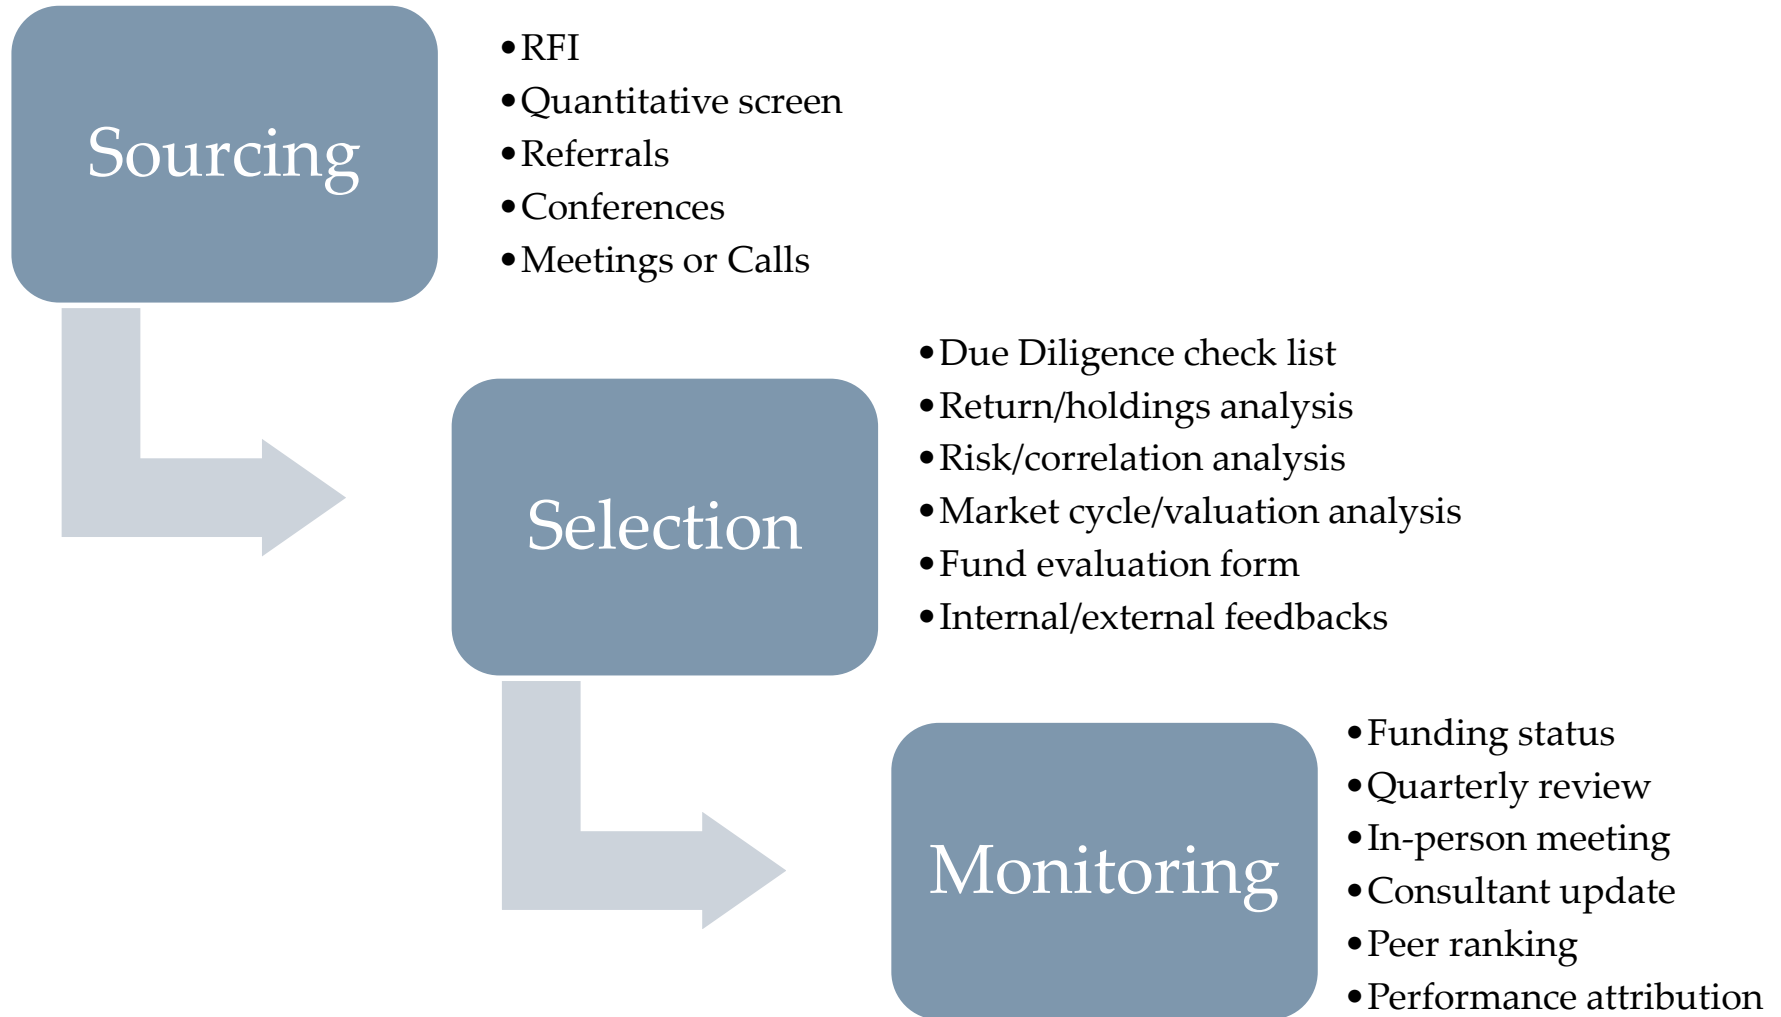 Sourcing
•RFI
•Quantitative screen
•Referrals
•Conferences
•Meetings or Calls
Selection
•Due Diligence check list
•Return/holdings analysis
•Risk/correlation analysis
•Market cycle/valuation analysis
•Fund evaluation form
•Internal/external feedbacks
Monitoring
•Funding status
•Quarterly review
•In-person meeting
•Consultant update
•Peer ranking
•Performance attribution